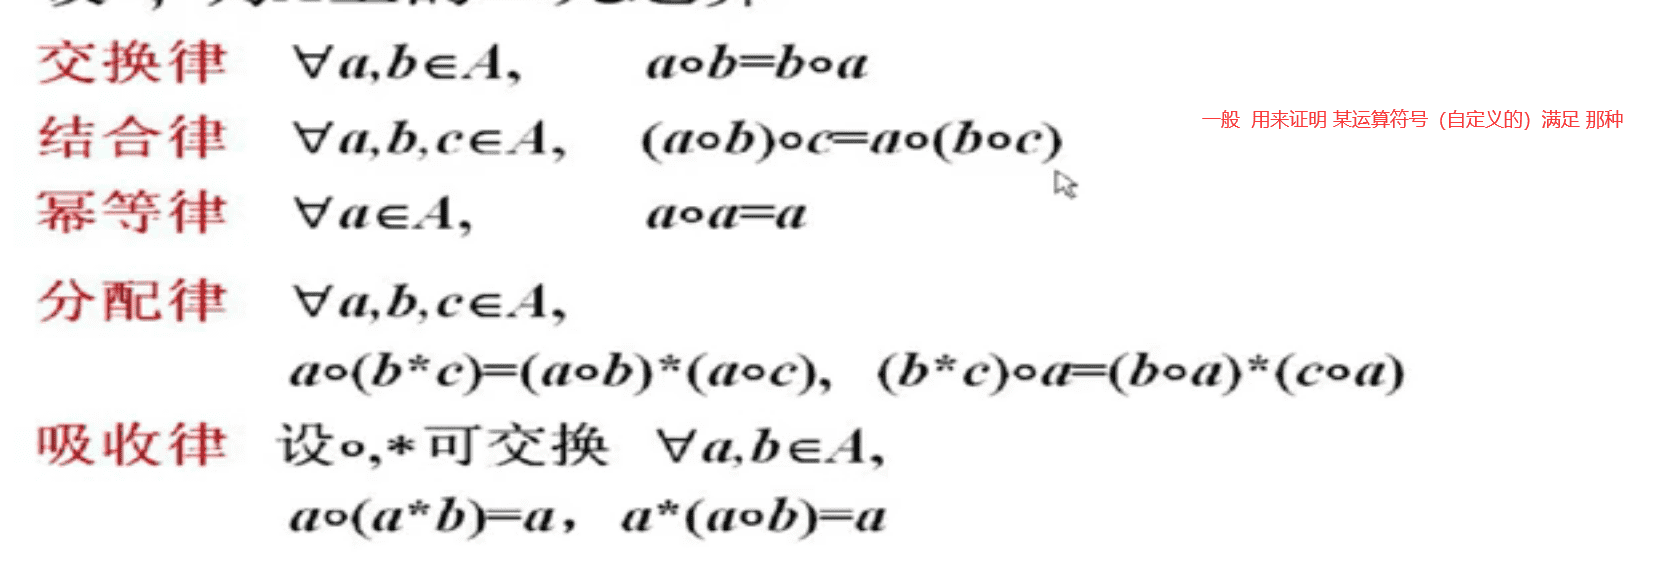 交换律 ∀a,b∈A, a∘b=b∘a
一般 用来证明 某运算符号（自定义的）满足 那种
结合律 ∀a,b,c∈A, (a∘b)∘c=a∘(b∘c)
幂等律 ∀a∈A, a∘a=a
分配律 ∀a,b,c∈A,
a∘(b*c)=(a∘b)*(a∘c), (b*c)∘a=(b∘a)*(c∘a)
吸收律 设∘,*可交换 ∀a,b∈A,
a∘(a*b)=a，a*(a∘b)=a